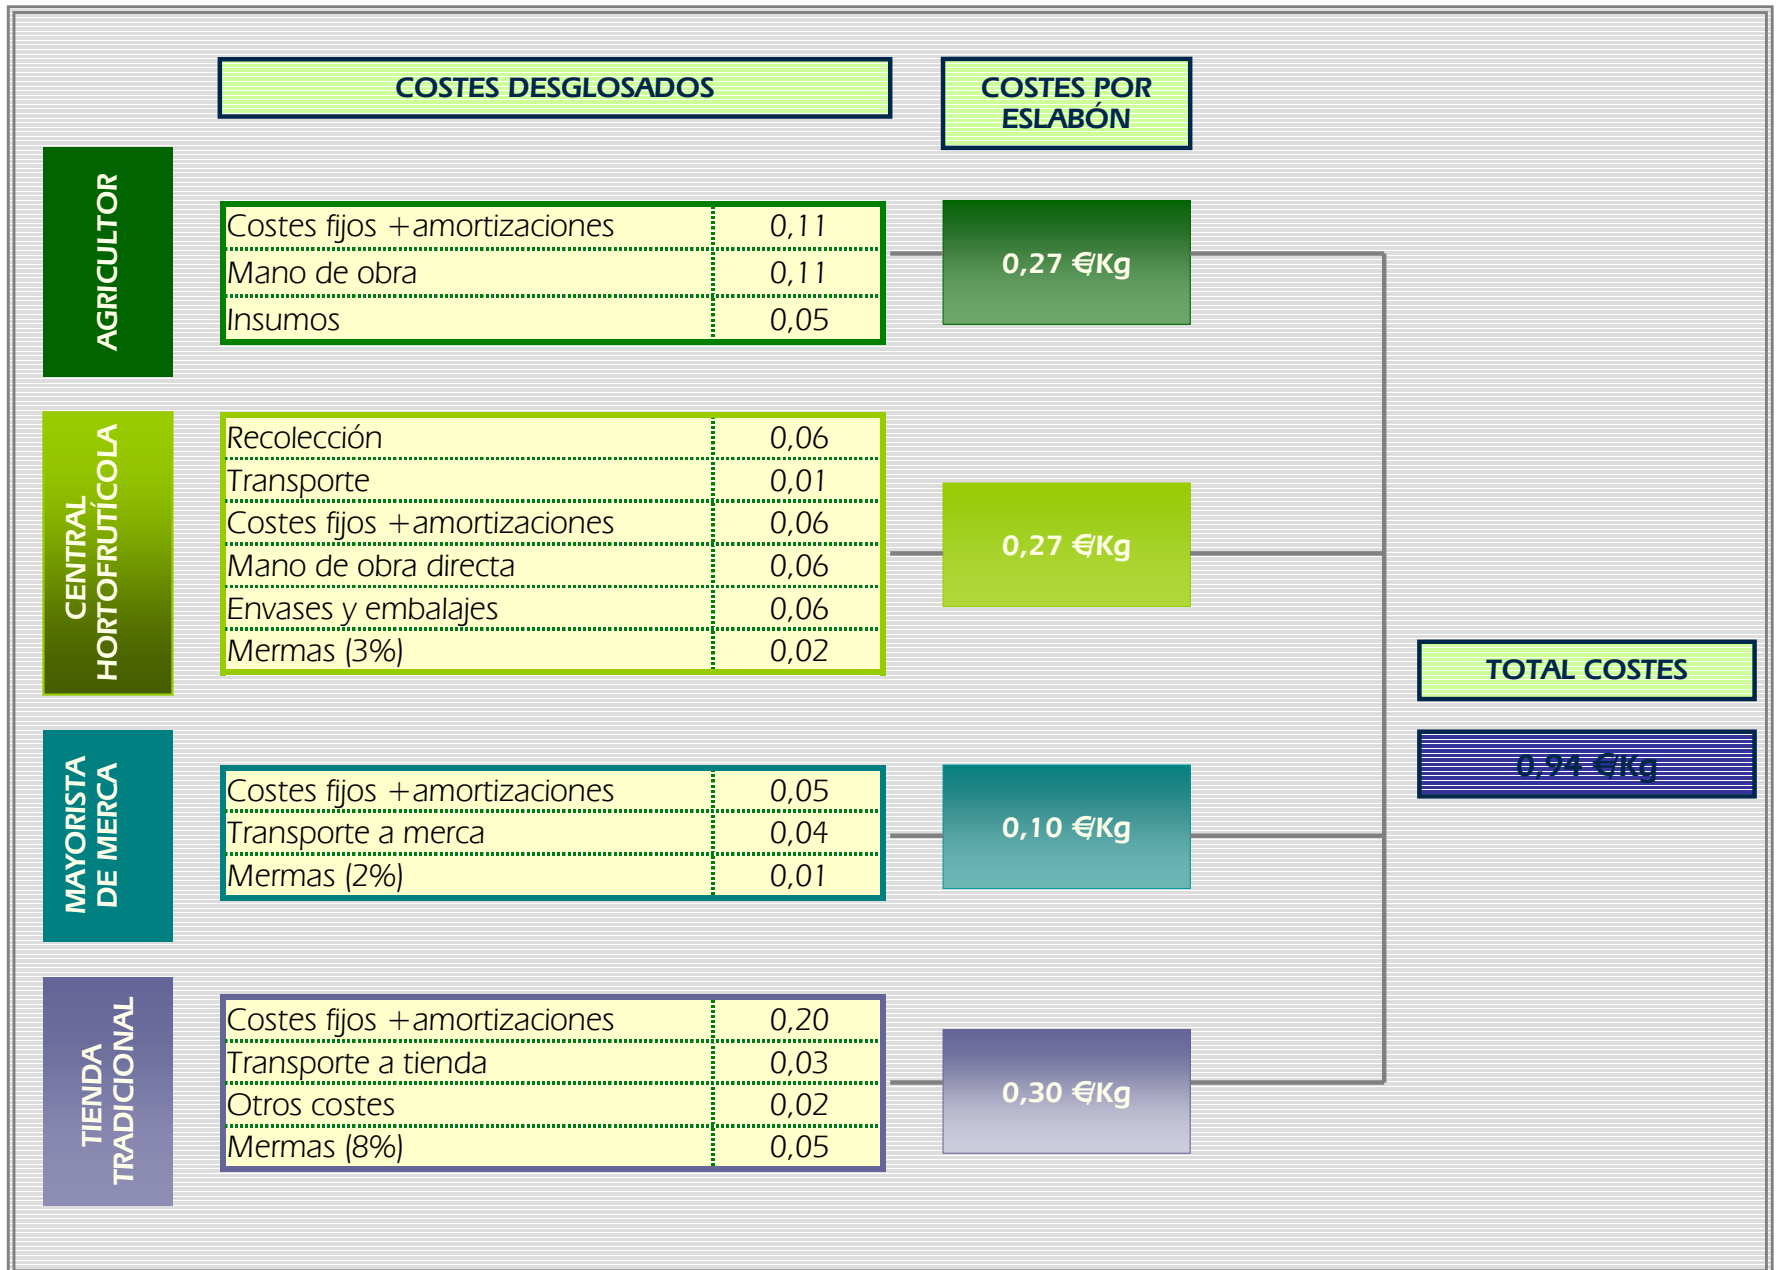 COSTES DESGLOSADOS
COSTES POR
ESLABÓN
AGRICULTOR
Costes fijos +amortizaciones 0,11
Mano de obra 0,11
Insumos 0,05
0,27 €/Kg
CENTRAL
HORTOFRUTÍCOLA
Recolección 0,06
Transporte 0,01
Costes fijos +amortizaciones 0,06
Mano de obra directa 0,06
Envases y embalajes 0,06
Mermas (3%) 0,02
0,27 €/Kg
TOTAL COSTES
0,94 €/Kg
MAYORISTA
DE MERCA
Costes fijos +amortizaciones 0,05
Transporte a merca 0,04
Mermas (2%) 0,01
0,10 €/Kg
TIENDA
TRADICIONAL
Costes fijos +amortizaciones 0,20
Transporte a tienda 0,03
Otros costes 0,02
Mermas (8%) 0,05
0,30 €/Kg